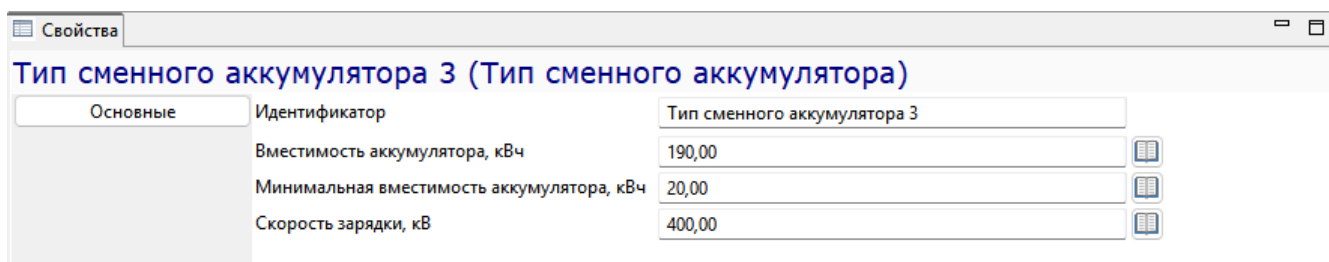 Свойства
Тип сменного аккумулятора 3 (Тип сменного аккумулятора)
Основные
Идентификатор
Тип сменного аккумулятора 3
Вместимость аккумулятора, кВч
190,00
Минимальная вместимость аккумулятора, кВч
20,00
Скорость зарядки, кВ
400,00